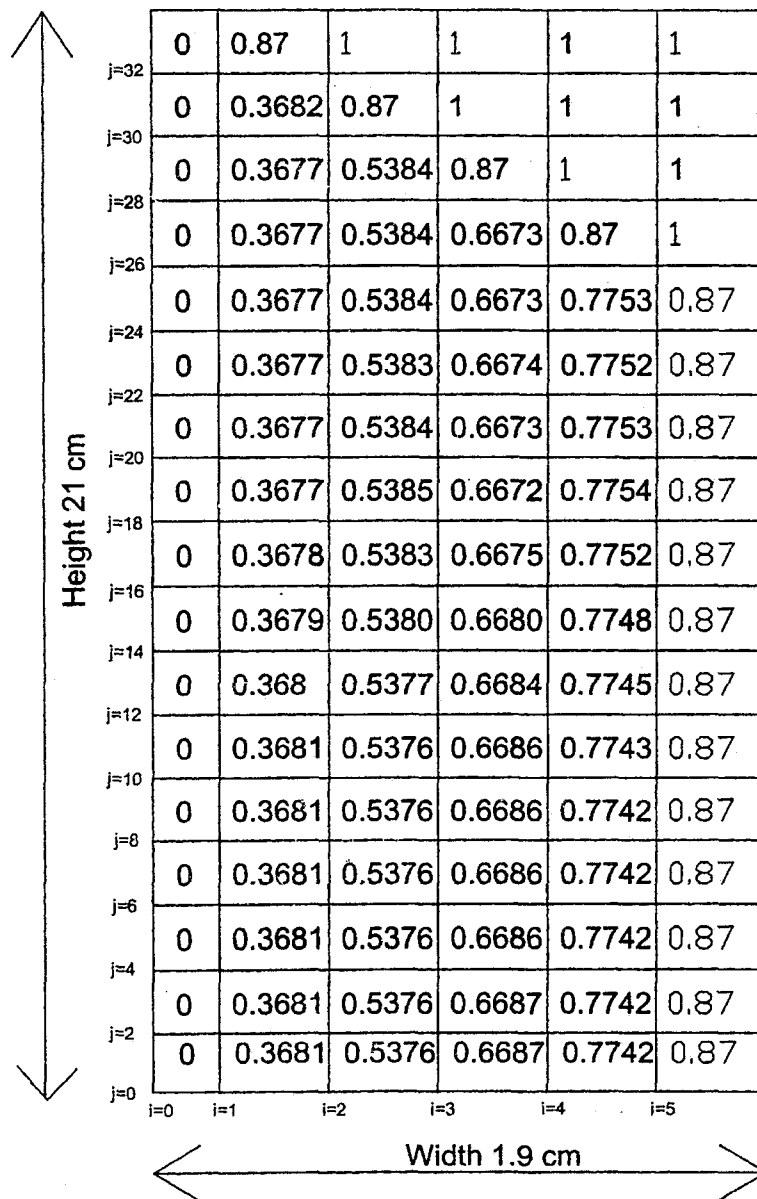 0 0.87 1 1 1 1
j=32
0 0.3682 0.87 1 1 1
j=30
0 0.3677 0.5384 0.87 1 1
j=28
0 0.3677 0.5384 0.6673 0.87 1
j=26
0 0.3677 0.5384 0.6673 0.7753 0.87
j=24
0 0.3677 0.5383 0.6674 0.7752 0.87
j=22
0 0.3677 0.5384 0.6673 0.7753 0.87
j=20
0 0.3677 0.5385 0.6672 0.7754 0.87
j=18
0 0.3678 0.5383 0.6675 0.7752 0.87
j=16
0 0.3679 0.5380 0.6680 0.7748 0.87
j=14
0 0.368 0.5377 0.6684 0.7745 0.87
j=12
0 0.3681 0.5376 0.6686 0.7743 0.87
j=10
0 0.3681 0.5376 0.6686 0.7742 0.87
j=8
0 0.3681 0.5376 0.6686 0.7742 0.87
j=6
0 0.3681 0.5376 0.6686 0.7742 0.87
j=4
0 0.3681 0.5376 0.6687 0.7742 0.87
j=2
0 0.3681 0.5376 0.6687 0.7742 0.87
j=0
i=0 i=1 i=2 i=3 i=4 i=5
Height 21 cm
Width 1.9 cm